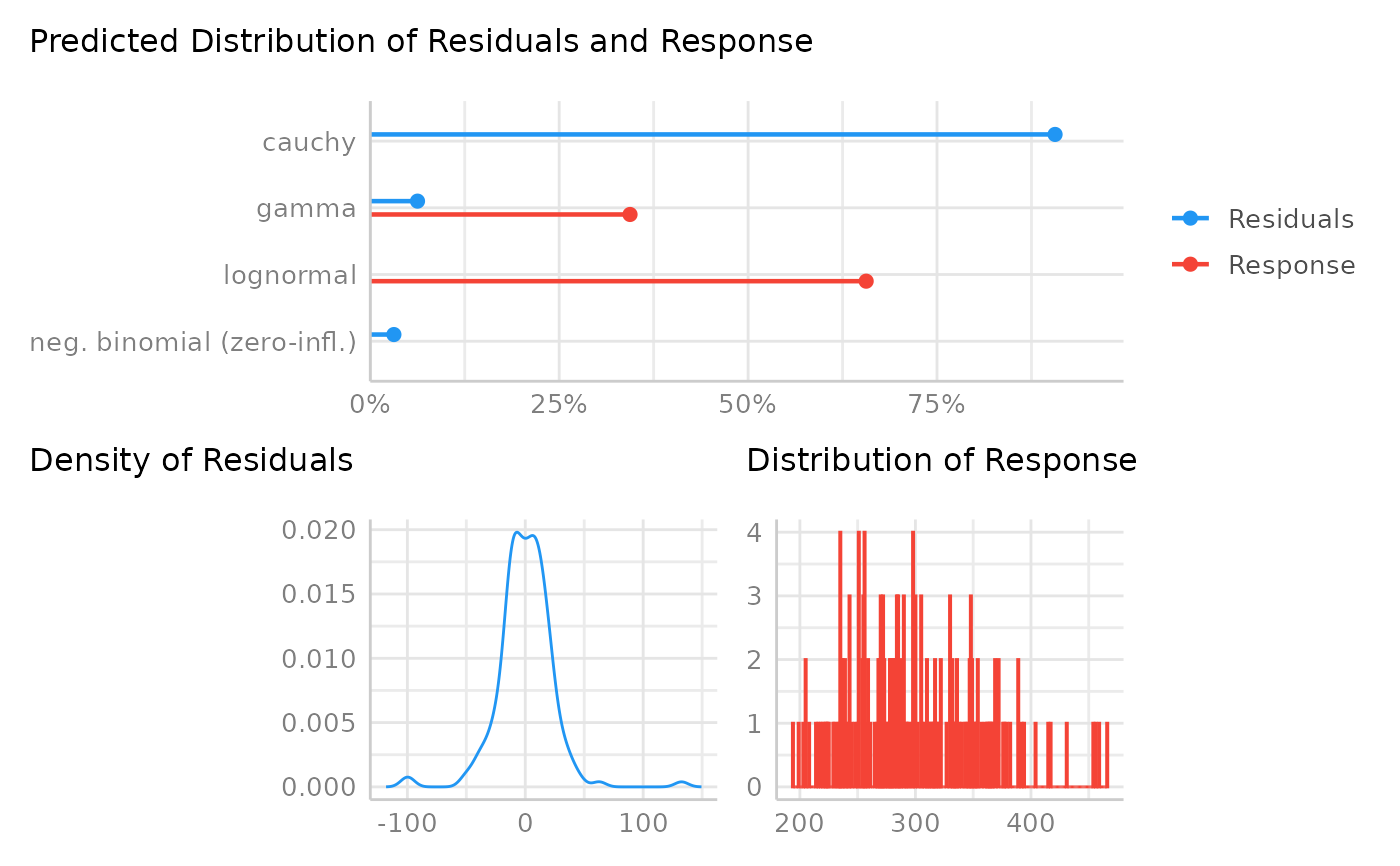 Predicted Distribution of Residuals and Response
cauchy
gamma
lognormal
neg. binomial (zero-infl.)
0% 25% 50% 75%
Residuals
Response
Density of Residuals
0.020
0.015
0.010
0.005
0.000
-100 0 100
Distribution of Response
4
3
2
1
0
200 300 400